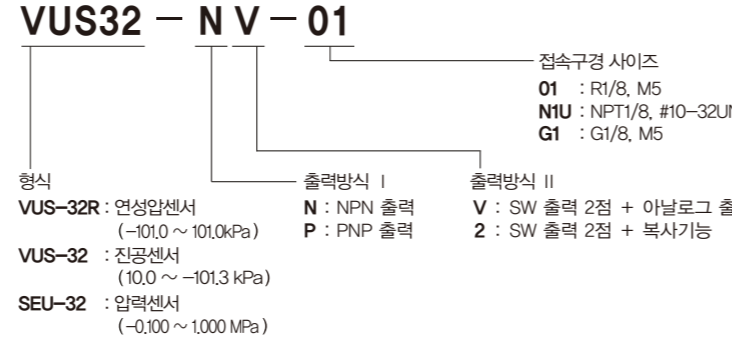 VUS32 － N V － 01
접속구경 사이즈
01 : R1/8, M5
N1U : NPT1/8, #10-32UN
G1 : G1/8, M5
형식
VUS-32R : 연성압센서
(-101.0 ~ 101.0kPa)
VUS-32 : 진공센서
(10.0 ~ -101.3 kPa)
SEU-32 : 압력센서
(-0.100 ~ 1.000 MPa)
출력방식 Ⅰ
N : NPN 출력
P : PNP 출력
출력방식 Ⅱ
V : SW 출력 2점 + 아날로그 출
2 : SW 출력 2점 + 복사기능